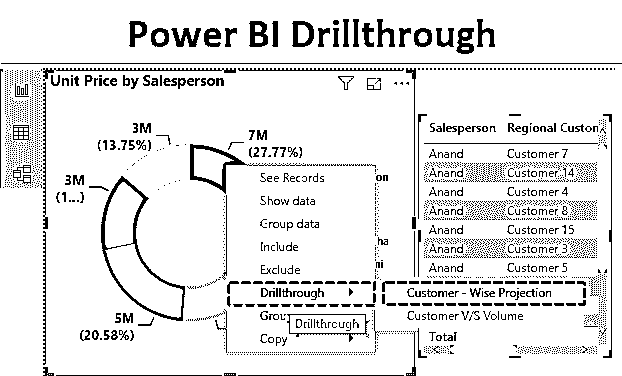 Power BI Drillthrough
Unit Price by Salesperson
3M
(13.75%)
7M
(27.77%)
3M
(1...)
5M
(20.58%)
on
ha
ni
See Records
Show data
Group data
Include
Exclude
Drillthrough
Grou
Drillthrough
Copy
Customer - Wise Projection
Customer V/S Volume
Salesperson Regional Custon
Anand Customer 7
Anand Customer 14
Anand Customer 4
Anand Customer 8
Anand Customer 15
Anand Customer 3
Anand Customer 5
Total